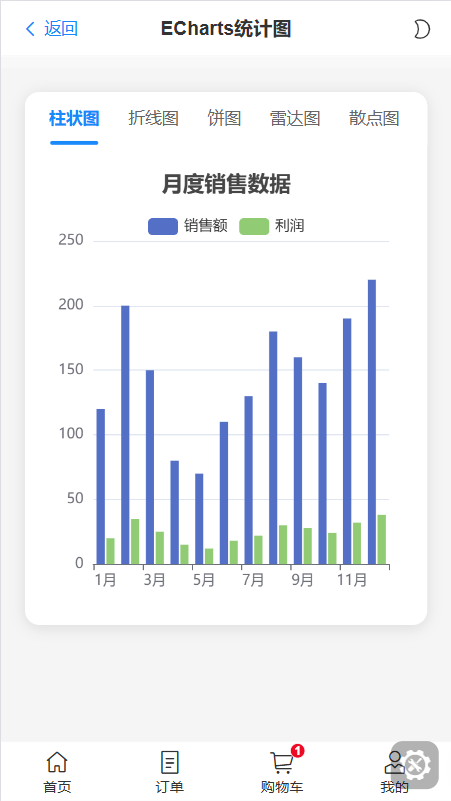 返回 ECharts统计图
柱状图 折线图 饼图 雷达图 散点图
月度销售数据
销售额 利润
250
200
150
100
50
0
1月 3月 5月 7月 9月 11月
1
首页 订单 购物车 我的